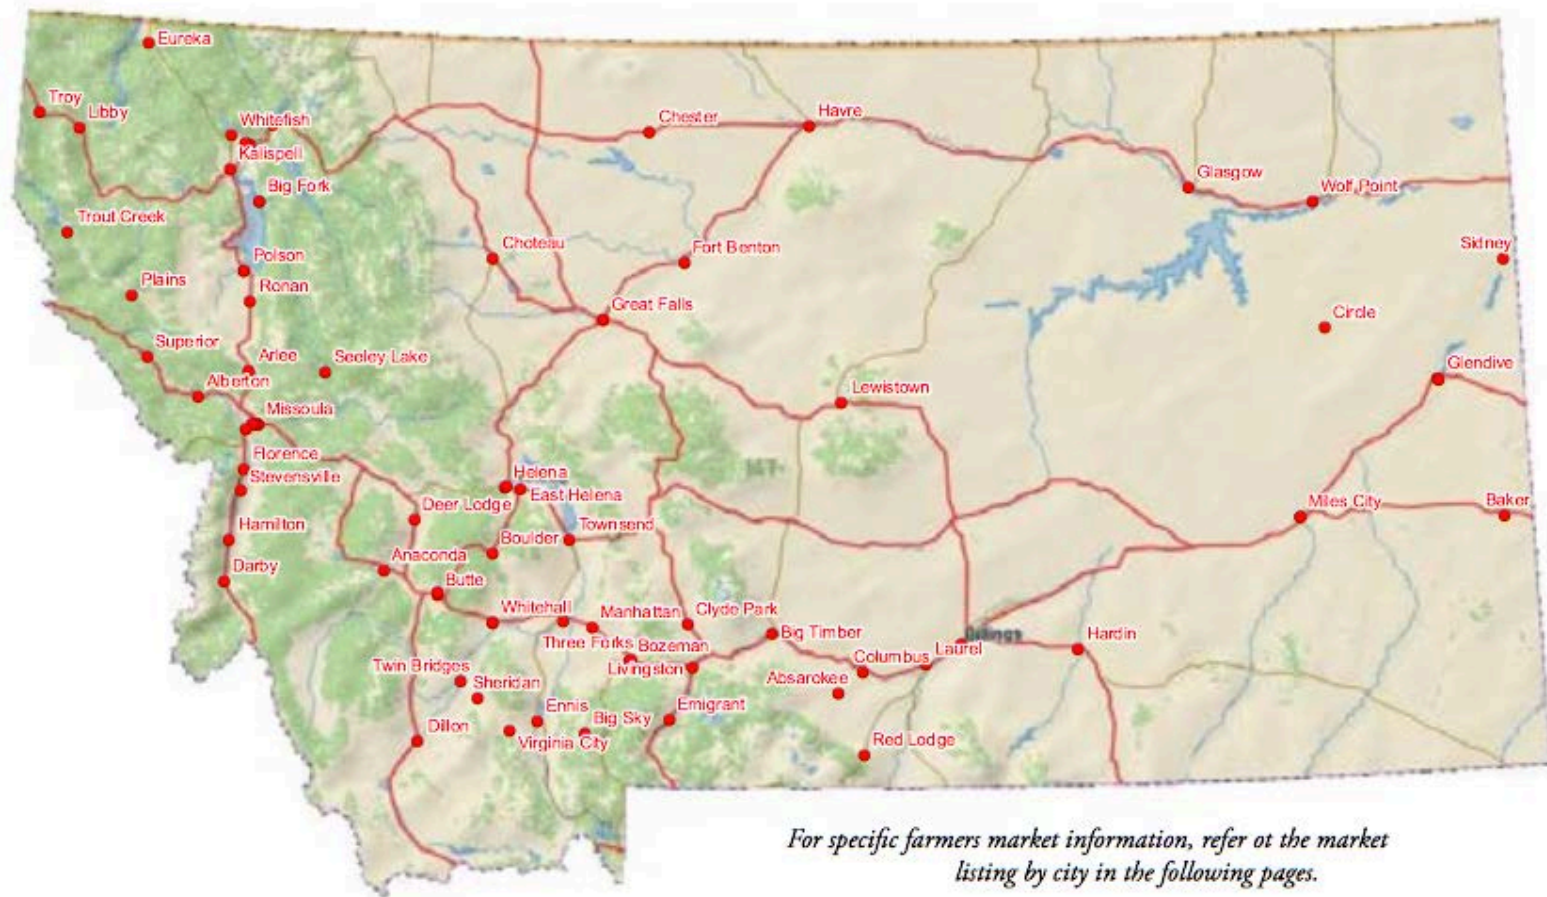 Eureka
Troy
Libby
Whitefish
Chester
Havre
Kalispell
Big Fork
Glasgow
Wolf Point
Trout Creek
Choteau
Fort Benton
Sidney
Polson
Plains
Ronan
Great Falls
Circle
Superior
Arlee
Seeley Lake
Glendive
Alberton
Lewistown
Missoula
Florence
Stevensville
Helena
East Helena
Deer Lodge
Miles City
Baker
Hamilton
Boulder
Townsend
Anaconda
Darby
Butte
Whitehall
Manhattan
Clyde Park
Three Forks
Bozeman
Big Timber
Billings
Hardin
Laurel
Columbus
Livingston
Twin Bridges
Absarokee
Sheridan
Ennis
Big Sky
Emigrant
Dillon
Virginia City
Red Lodge
For specific farmers market information, refer ot the market
listing by city in the following pages.